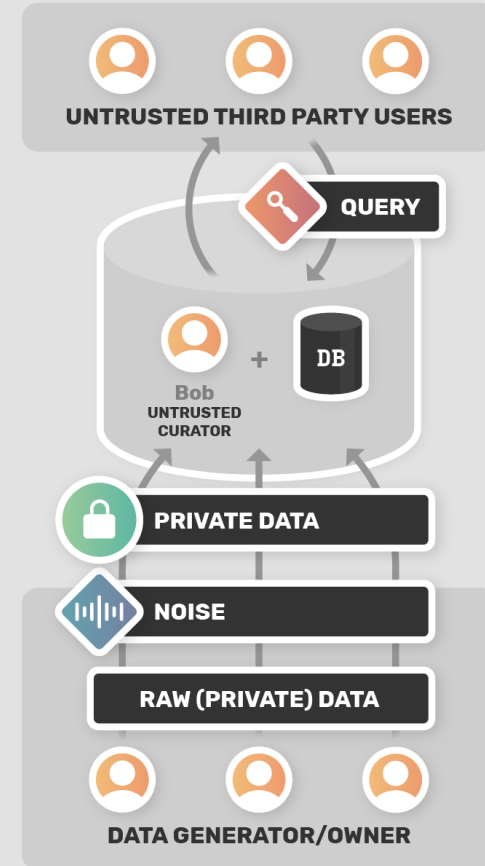 UNTRUSTED THIRD PARTY USERS
QUERY
DB
Bob
UNTRUSTED
CURATOR
PRIVATE DATA
NOISE
RAW (PRIVATE) DATA
DATA GENERATOR/OWNER